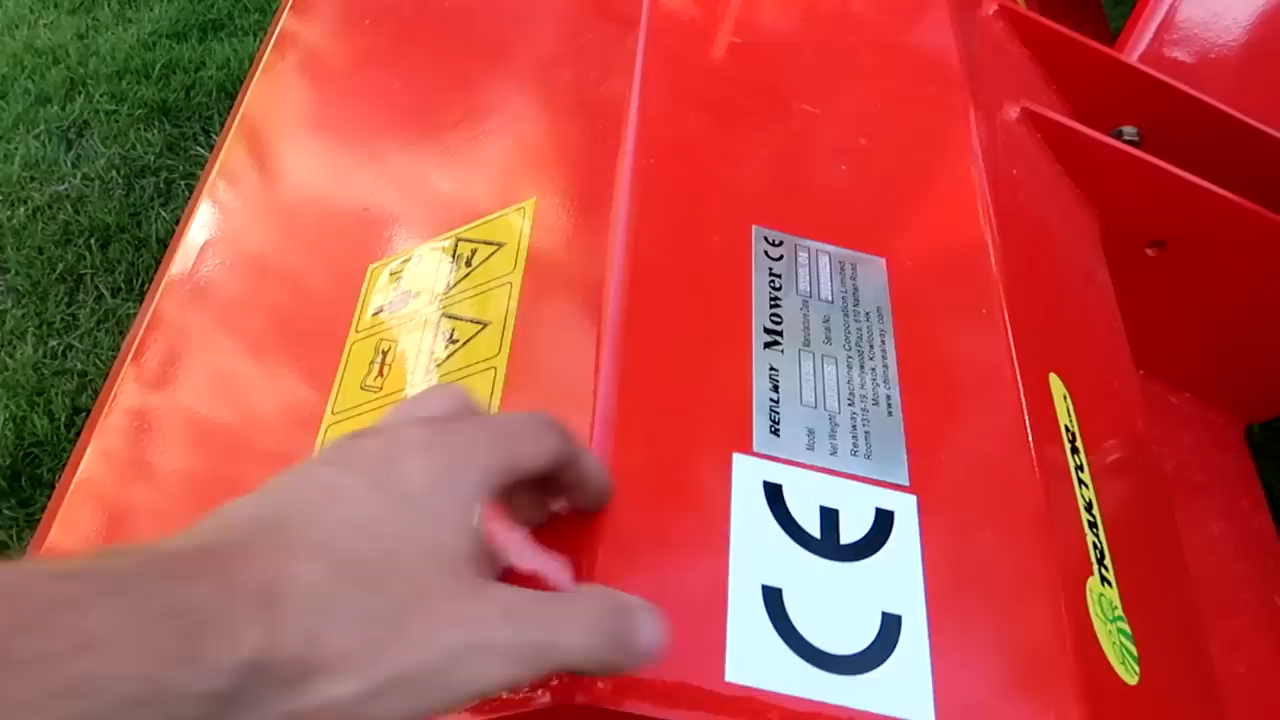 REALWAY Mower CE
Model
Manufacture Date
Net Weight
Serial No.
Realway Machinery Corporation Limited.
Rooms 1318-19, Hollywood Plaza, 610 Nathan Road,
Mongkok, Kowloon, HK
www.chinarealway.com
CE
TRAKTOR